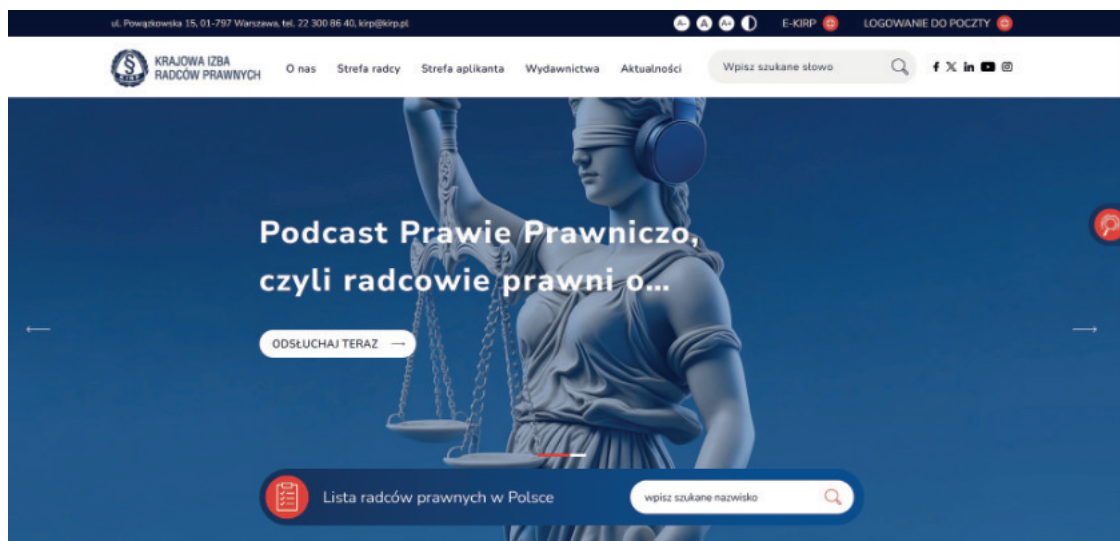 ul. Powązkowska 15, 01-797 Warszawa, tel. 22 300 86 40, kirp@kirp.pl
A- A A+ E-KIRP LOGOWANIE DO POCZTY
KRAJOWA IZBA
RADCÓW PRAWNYCH
O nas Strefa radcy Strefa aplikanta Wydawnictwa Aktualności Wpisz szukane słowo
Podcast Prawie Prawniczo,
czyli radcowie prawni o...
ODSŁUCHAJ TERAZ
Lista radców prawnych w Polsce wpisz szukane nazwisko